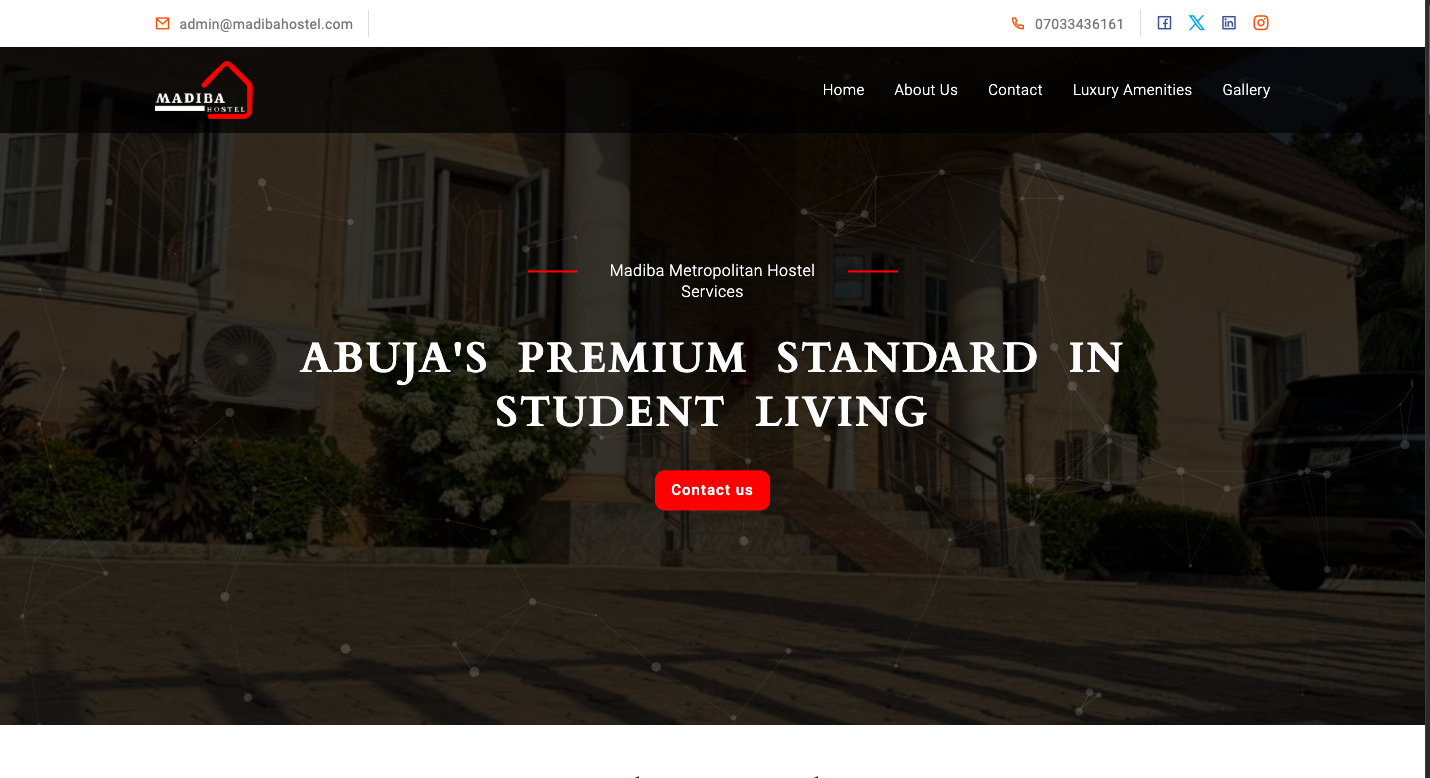 admin@madibahostel.com
07033436161
MADIBA
HOSTEL
Home
About Us
Contact
Luxury Amenities
Gallery
Madiba Metropolitan Hostel
Services
ABUJA'S PREMIUM STANDARD IN
STUDENT LIVING
Contact us